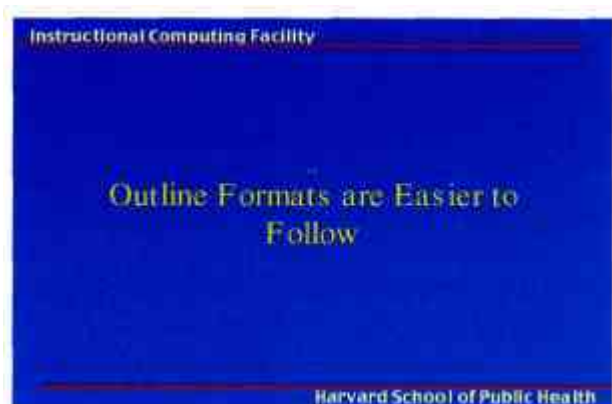 Instructional Computing Facility
Outline Formats are Easier to
Follow
Harvard School of Public Health